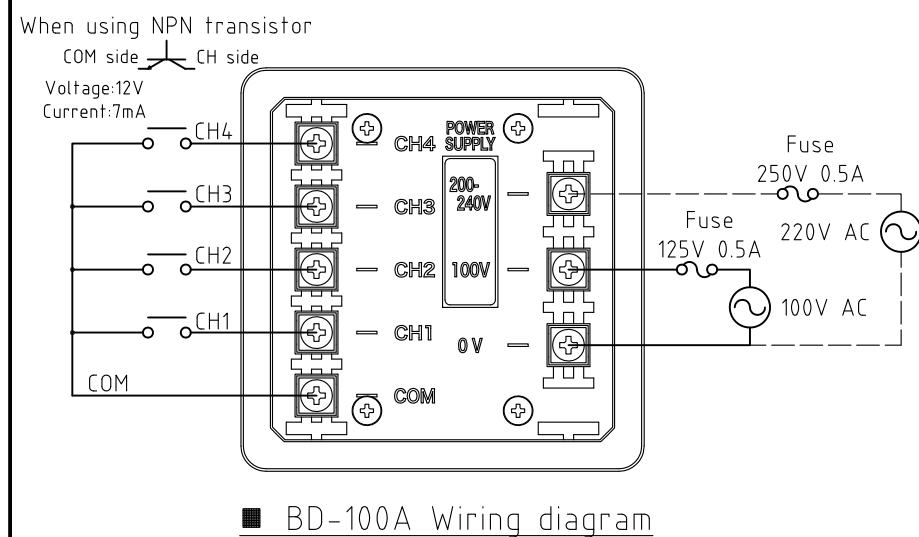 When using NPN transistor
COM side
CH side
Voltage:12V
Current:7mA
CH4
CH3
CH2
CH1
COM
CH4
CH3
CH2
CH1
COM
POWER
SUPPLY
200-
240V
100V
0V
Fuse
250V 0.5A
220V AC
Fuse
125V 0.5A
100V AC
■ BD-100A Wiring diagram